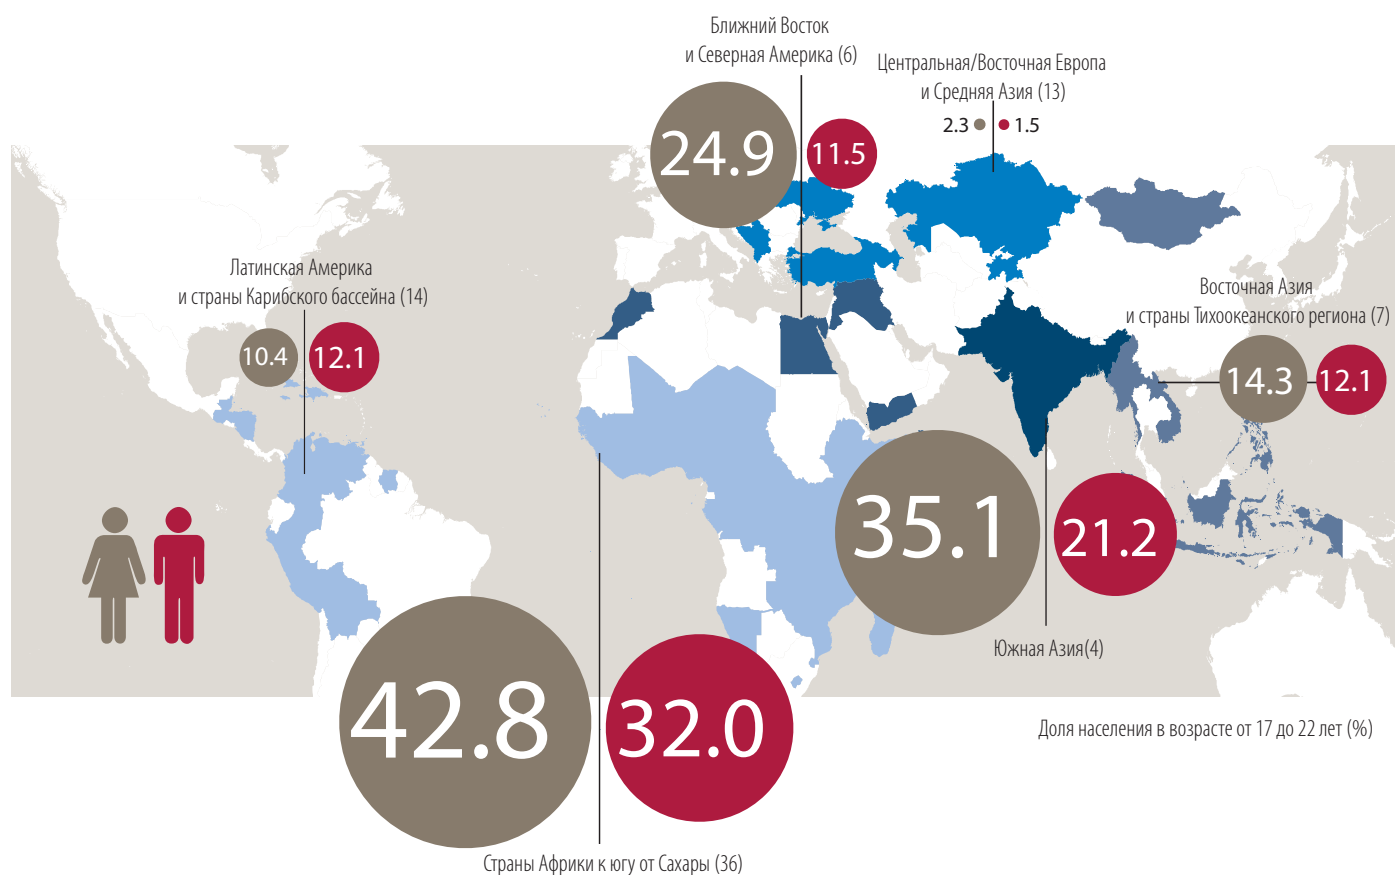 Ближний Восток
и Северная Америка (6)
24.9
11.5
Центральная/Восточная Европа
и Средняя Азия (13)
2.3
1.5
Латинская Америка
и страны Карибского бассейна (14)
10.4
12.1
Восточная Азия
и страны Тихоокеанского региона (7)
14.3
12.1
35.1
21.2
Южная Азия(4)
42.8
32.0
Доля населения в возрасте от 17 до 22 лет (%)
Страны Африки к югу от Сахары (36)